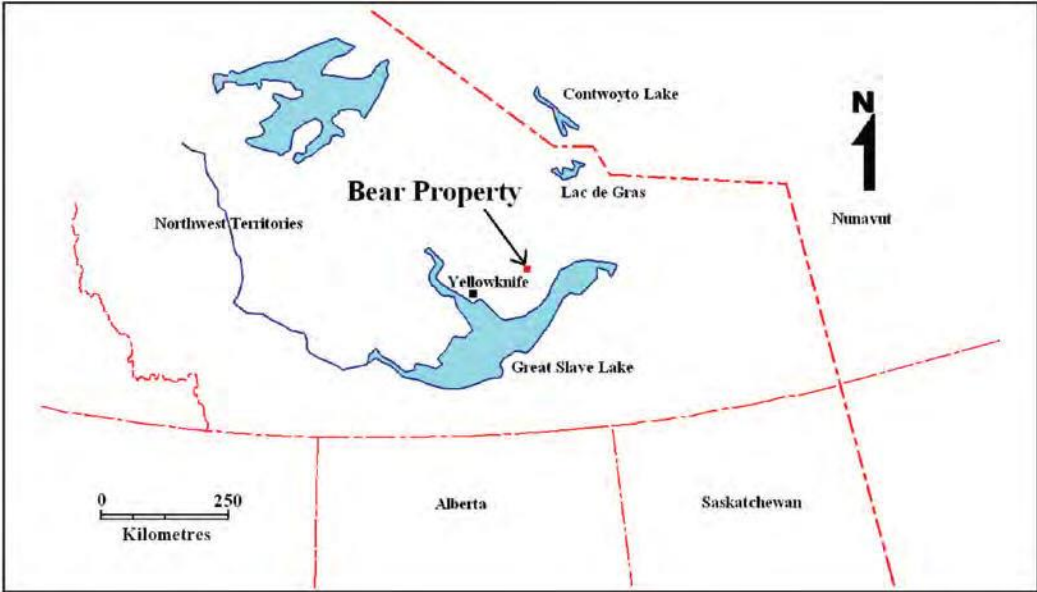 Contwoyto Lake
N
Bear Property
Lac de Gras
Northwest Territories
Nunavut
Yellowknife
Great Slave Lake
0 250
Kilometres
Alberta
Saskatchewan